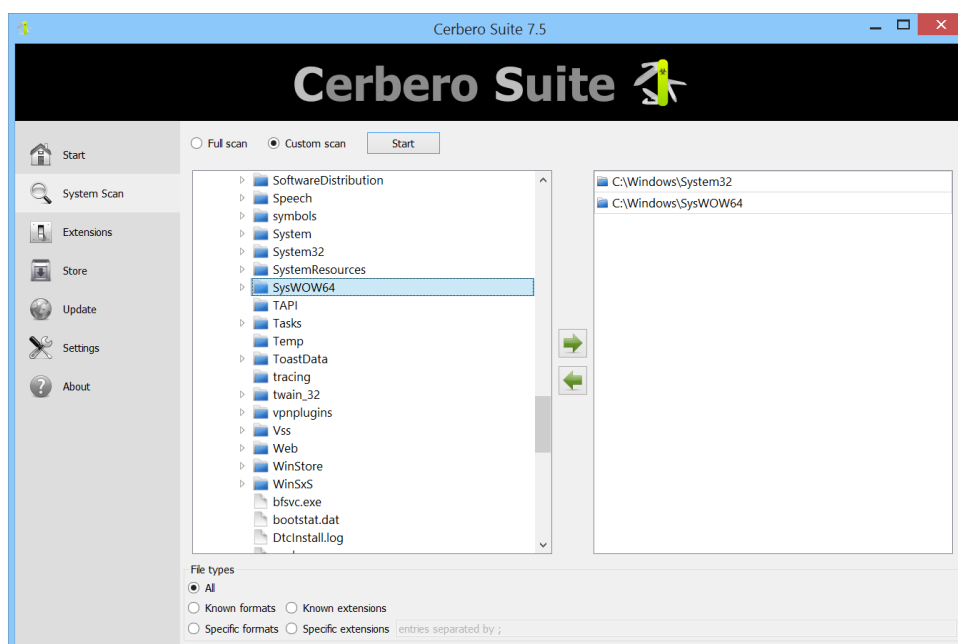 Cerbero Suite 7.5
Cerbero Suite
Start
System Scan
Extensions
Store
Update
Settings
About
Full scan
Custom scan
Start
SoftwareDistribution
Speech
symbols
System
System32
SystemResources
SysWOW64
TAPI
Tasks
Temp
ToastData
tracing
twain_32
vpnplugins
Vss
Web
WinStore
WinSxS
bfsvc.exe
bootstat.dat
DtcInstall.log
C:\Windows\System32
C:\Windows\SysWOW64
File types
All
Known formats
Known extensions
Specific formats
Specific extensions
entries separated by ;